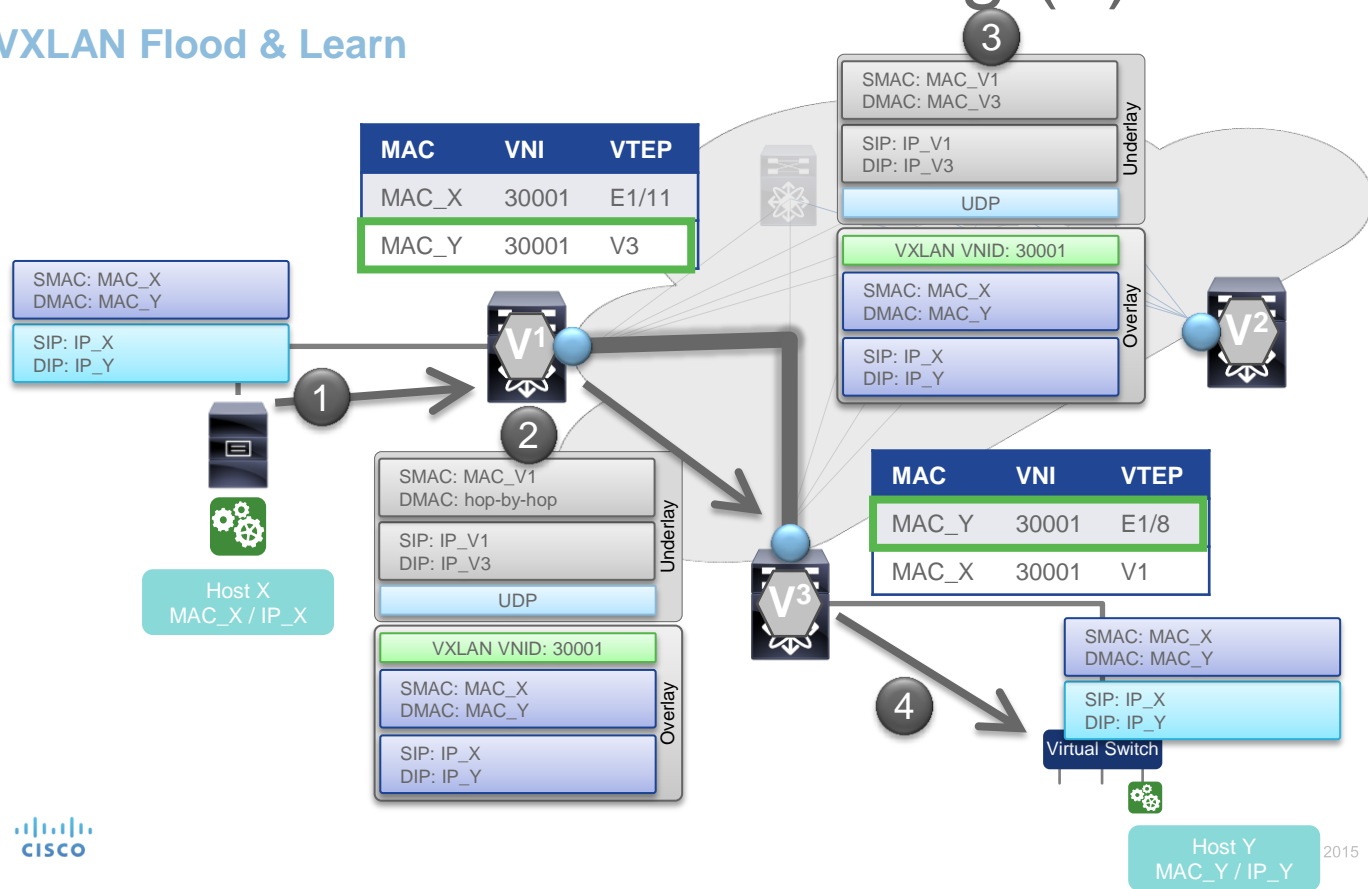 VXLAN Flood & Learn
3
SMAC: MAC_V1
DMAC: MAC_V3
SIP: IP_V1
DIP: IP_V3
UDP
Underlay
VXLAN VNID: 30001
SMAC: MAC_X
DMAC: MAC_Y
SIP: IP_X
DIP: IP_Y
Overlay
MAC VNI VTEP
MAC_X 30001 E1/11
MAC_Y 30001 V3
SMAC: MAC_X
DMAC: MAC_Y
SIP: IP_X
DIP: IP_Y
V1
V2
1
2
SMAC: MAC_V1
DMAC: hop-by-hop
SIP: IP_V1
DIP: IP_V3
UDP
Underlay
VXLAN VNID: 30001
SMAC: MAC_X
DMAC: MAC_Y
SIP: IP_X
DIP: IP_Y
Overlay
Host X
MAC_X / IP_X
MAC VNI VTEP
MAC_Y 30001 E1/8
MAC_X 30001 V1
V3
4
SMAC: MAC_X
DMAC: MAC_Y
SIP: IP_X
DIP: IP_Y
Virtual Switch
Host Y
MAC_Y / IP_Y
CISCO
2015